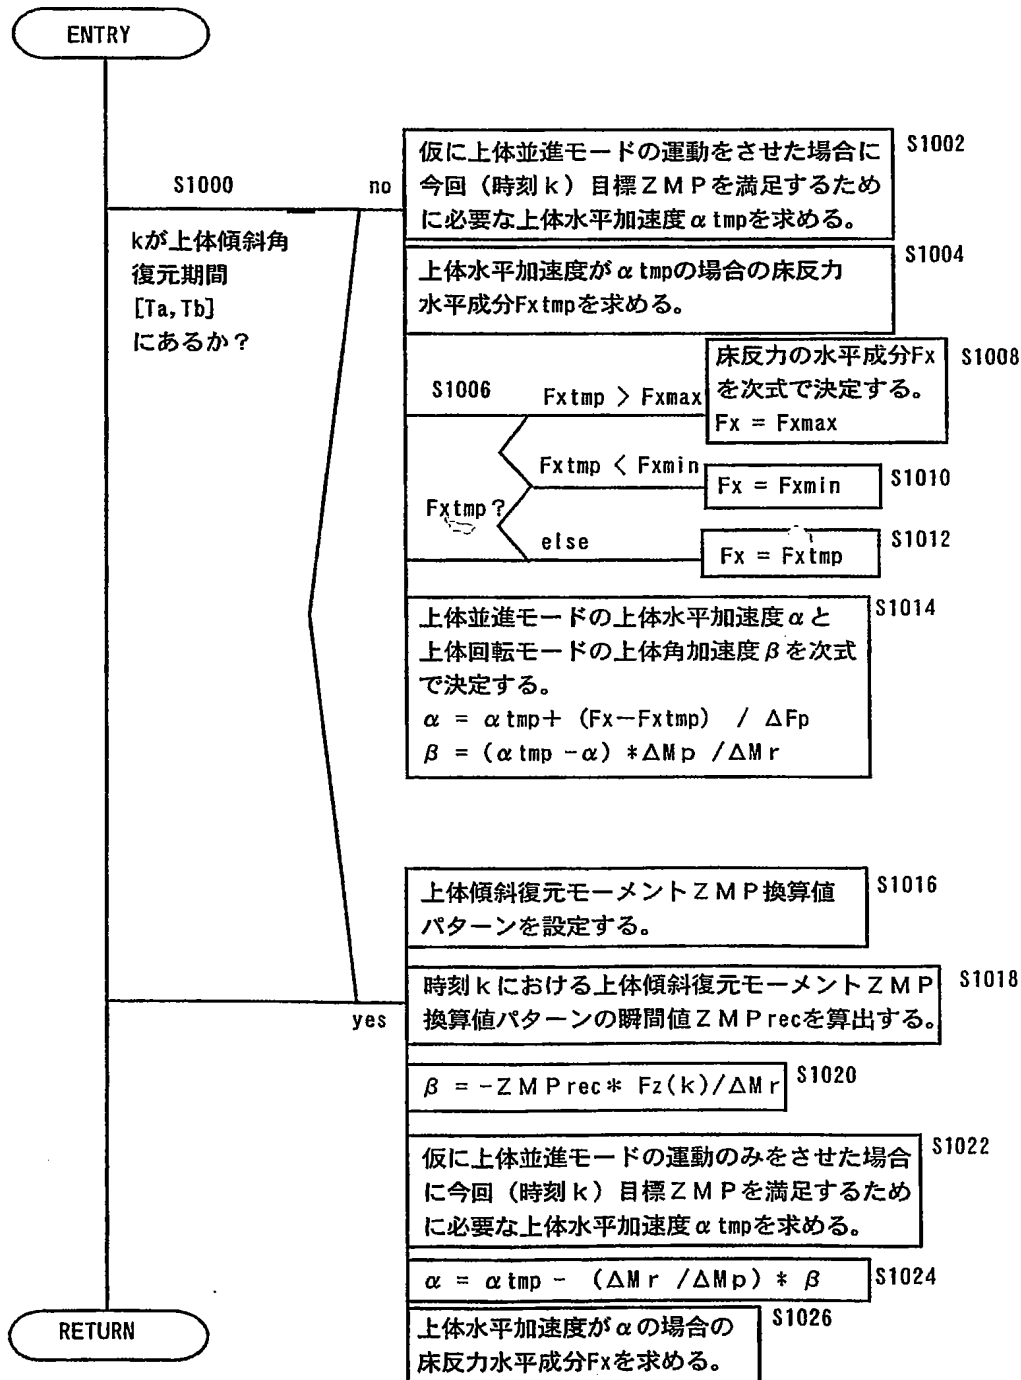 ENTRY
S1000
no
kが上体傾斜角
復元期間
[Ta,Tb]
にあるか？
仮に上体並進モードの運動をさせた場合に
今回（時刻ｋ）目標ＺＭＰを満足するため
に必要な上体水平加速度αtmpを求める。
S1002
上体水平加速度がαtmpの場合の床反力
水平成分Fxtmpを求める。
S1004
S1006
Fxtmp？
Fxtmp > Fxmax
床反力の水平成分Fx
を次式で決定する。
Fx = Fxmax
S1008
Fxtmp < Fxmin
Fx = Fxmin
S1010
else
Fx = Fxtmp
S1012
上体並進モードの上体水平加速度αと
上体回転モードの上体角加速度βを次式
で決定する。
α = αtmp+ (Fx-Fxtmp) / ΔFp
β = (αtmp -α) *ΔMp /ΔMr
S1014
yes
上体傾斜復元モーメントＺＭＰ換算値
パターンを設定する。
S1016
時刻ｋにおける上体傾斜復元モーメントＺＭＰ
換算値パターンの瞬間値ＺＭＰrecを算出する。
S1018
β = -ＺＭＰrec* Fz(k)/ΔMr
S1020
仮に上体並進モードの運動のみをさせた場合
に今回（時刻ｋ）目標ＺＭＰを満足するため
に必要な上体水平加速度αtmpを求める。
S1022
α = αtmp - (ΔMr /ΔMp) * β
S1024
上体水平加速度がαの場合の
床反力水平成分Fxを求める。
S1026
RETURN